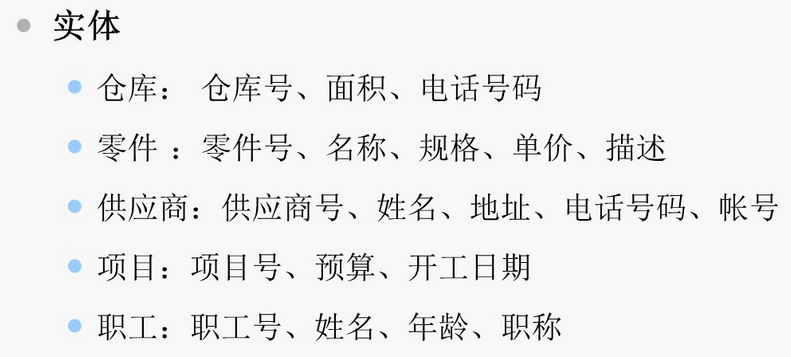 实体
仓库： 仓库号、面积、电话号码
零件 ：零件号、名称、规格、单价、描述
供应商：供应商号、姓名、地址、电话号码、帐号
项目：项目号、预算、开工日期
职工：职工号、姓名、年龄、职称